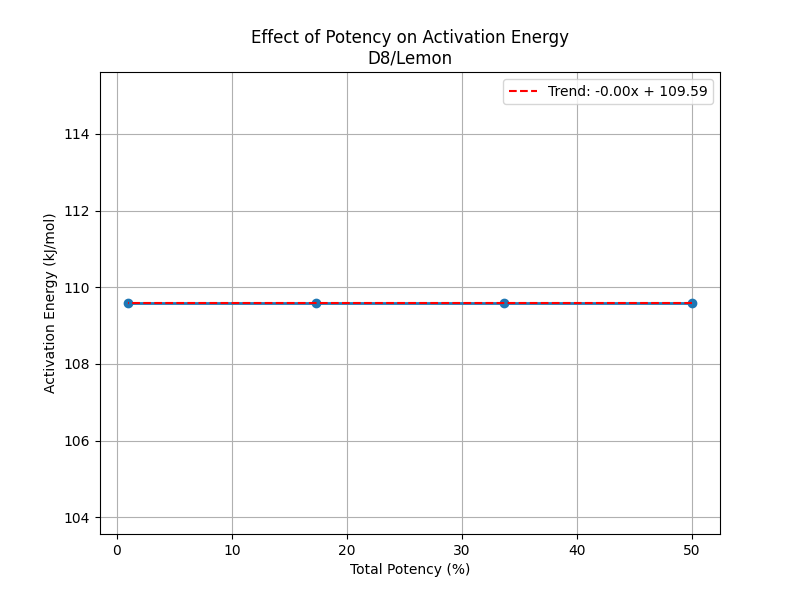 Effect of Potency on Activation Energy
D8/Lemon
Trend: -0.00x + 109.59
Activation Energy (kJ/mol)
114
112
110
108
106
104
0 10 20 30 40 50
Total Potency (%)